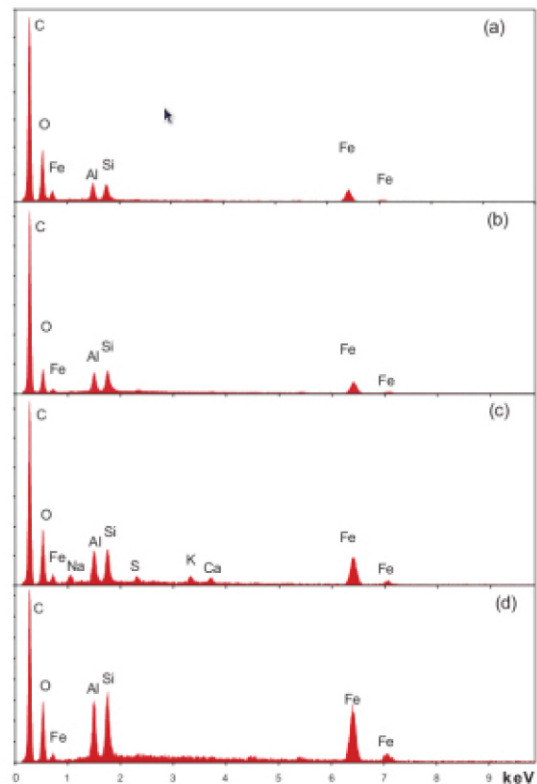 C (a)
O
Fe Al Si Fe Fe
C (b)
O
Fe Al Si Fe Fe
C (c)
O
Fe Na Al Si S K Ca Fe Fe
C (d)
O
Fe Al Si Fe Fe
0 1 2 3 4 5 6 7 8 9 keV